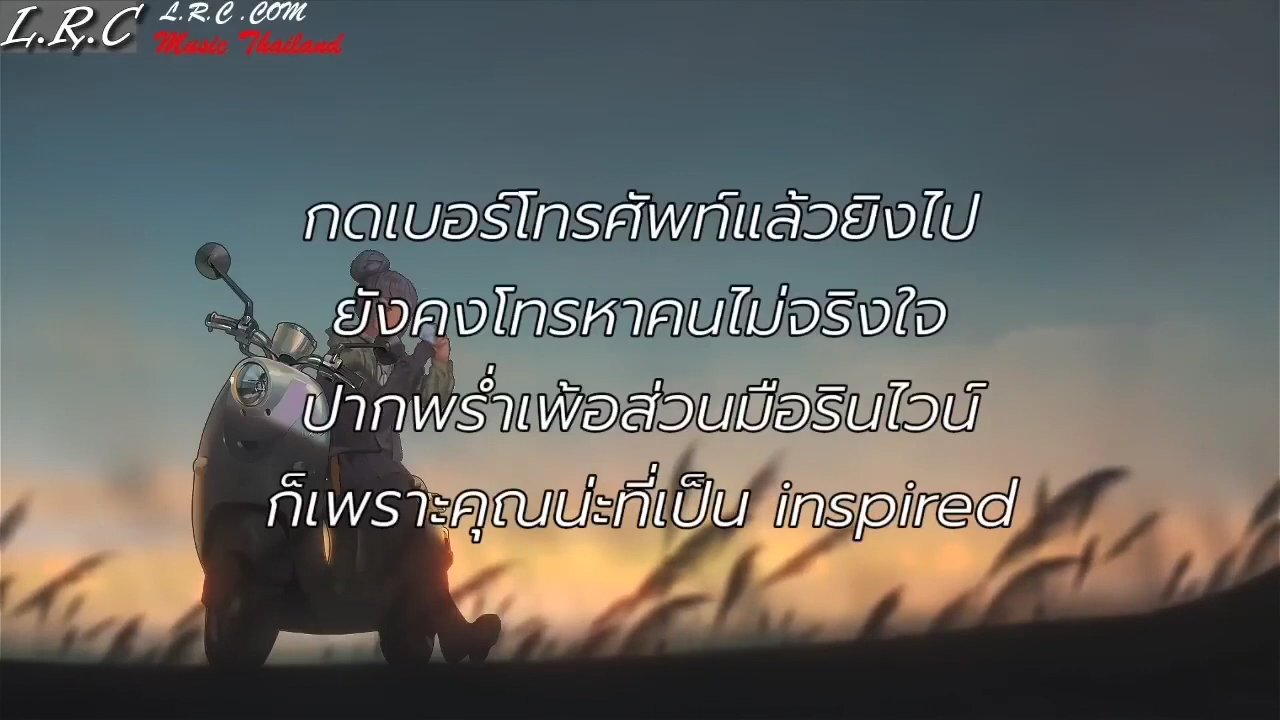 L.R.C
L.R.C .COM
Music Thailand
กดเบอร์โทรศัพท์แล้วยิงไป
ยังคงโทรหาคนไม่จริงใจ
ปากพร่ำเพ้อส่วนมือรินไวน์
ก็เพราะคุณน่ะที่เป็น inspired